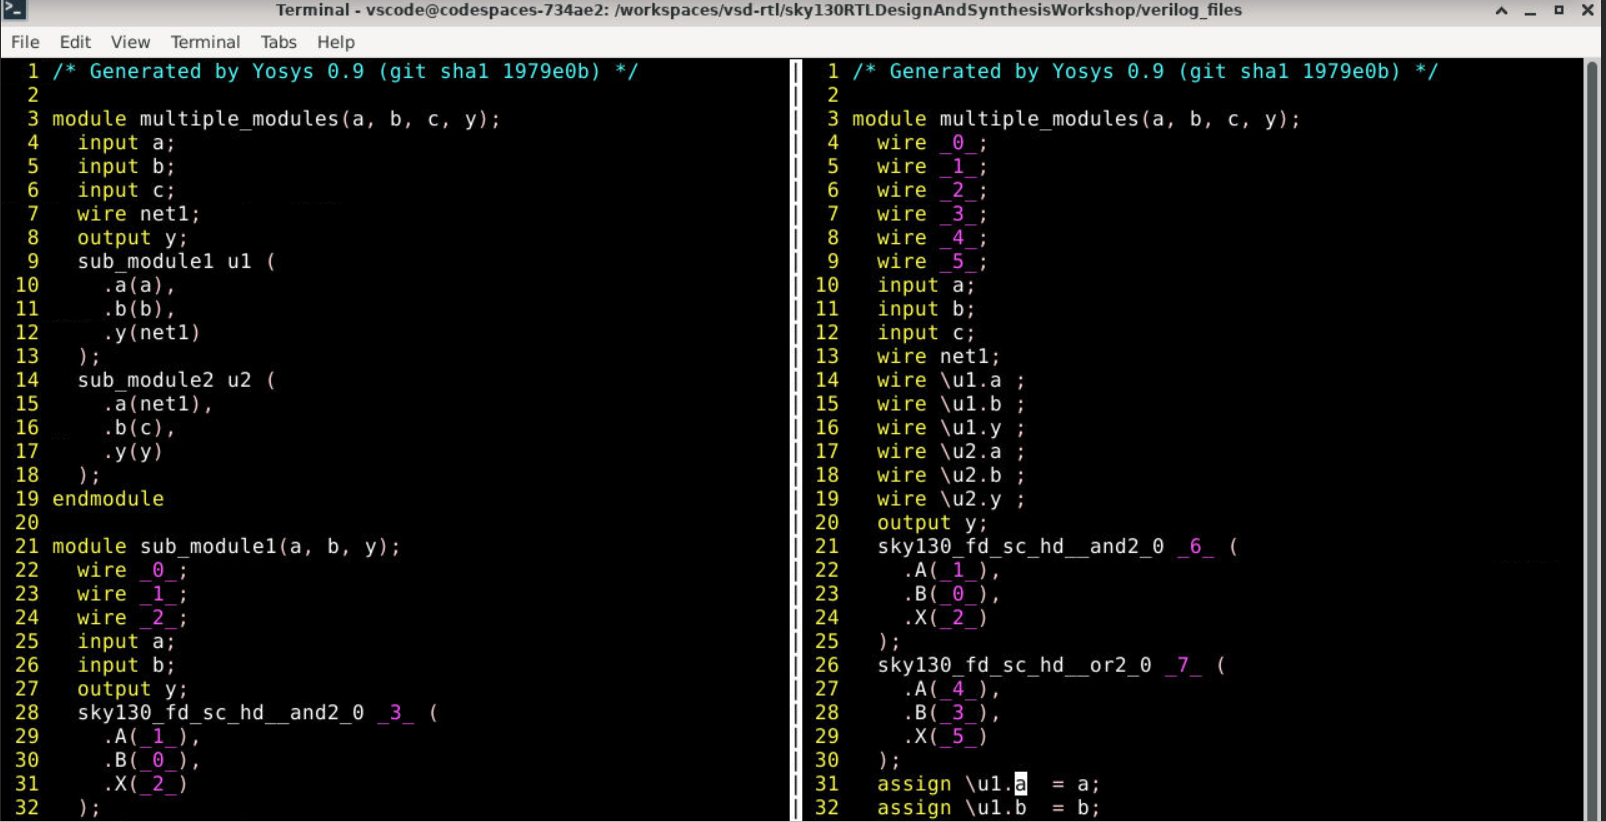 Terminal - vscode@codespaces-734ae2: /workspaces/vsd-rtl/sky130RTLDesignAndSynthesisWorkshop/verilog_files
File Edit View Terminal Tabs Help
1 /* Generated by Yosys 0.9 (git sha1 1979e0b) */
2
3 module multiple_modules(a, b, c, y);
4   input a;
5   input b;
6   input c;
7   wire net1;
8   output y;
9   sub_module1 u1 (
10     .a(a),
11     .b(b),
12     .y(net1)
13   );
14   sub_module2 u2 (
15     .a(net1),
16     .b(c),
17     .y(y)
18   );
19 endmodule
20
21 module sub_module1(a, b, y);
22   wire _0_;
23   wire _1_;
24   wire _2_;
25   input a;
26   input b;
27   output y;
28   sky130_fd_sc_hd__and2_0 _3_ (
29     .A(_1_),
30     .B(_0_),
31     .X(_2_)
32   );
1 /* Generated by Yosys 0.9 (git sha1 1979e0b) */
2
3 module multiple_modules(a, b, c, y);
4   wire _0_;
5   wire _1_;
6   wire _2_;
7   wire _3_;
8   wire _4_;
9   wire _5_;
10   input a;
11   input b;
12   input c;
13   wire net1;
14   wire \u1.a ;
15   wire \u1.b ;
16   wire \u1.y ;
17   wire \u2.a ;
18   wire \u2.b ;
19   wire \u2.y ;
20   output y;
21   sky130_fd_sc_hd__and2_0 _6_ (
22     .A(_1_),
23     .B(_0_),
24     .X(_2_)
25   );
26   sky130_fd_sc_hd__or2_0 _7_ (
27     .A(_4_),
28     .B(_3_),
29     .X(_5_)
30   );
31   assign \u1.a  = a;
32   assign \u1.b  = b;